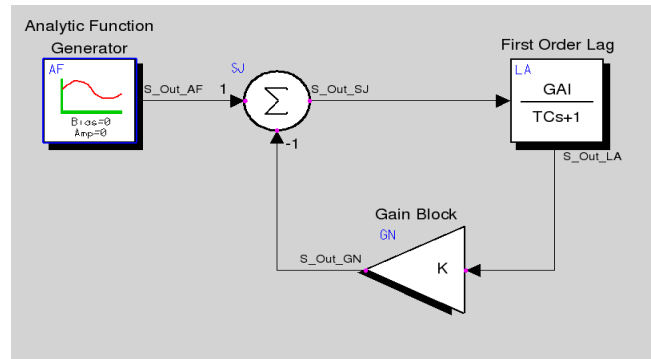 Analytic Function
Generator
First Order Lag
AF
Bias=0
Amp=0
S_Out_AF
1
SJ
Σ
S_Out_SJ
-1
LA
GAI
TCs+1
S_Out_LA
Gain Block
GN
K
S_Out_GN